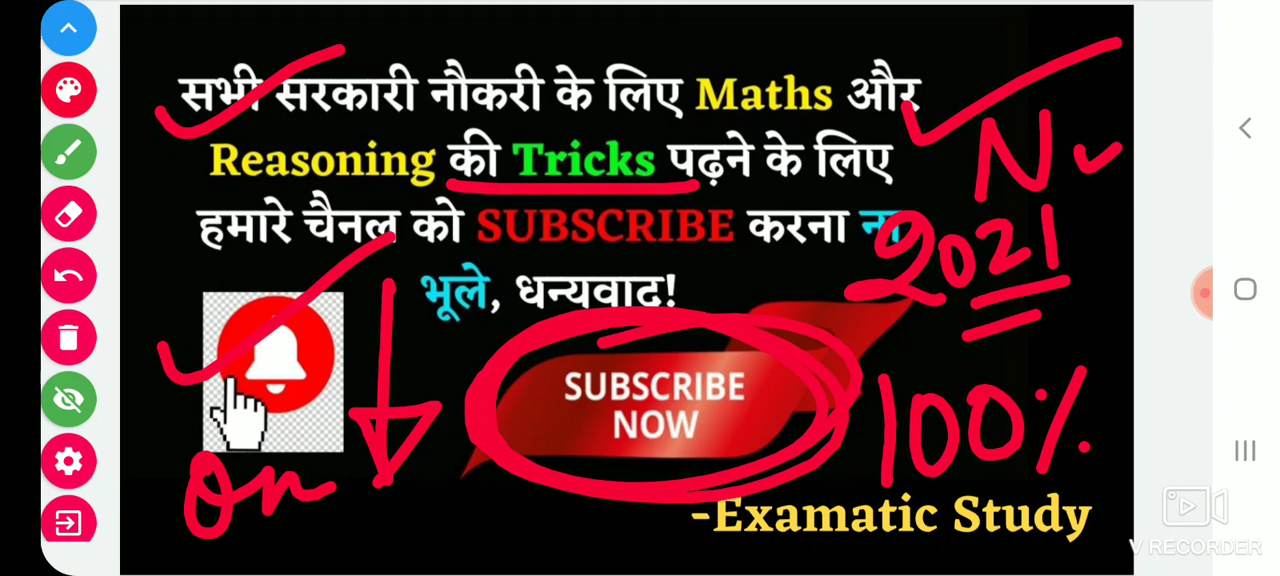 सभी सरकारी नौकरी के लिए Maths और
Reasoning की Tricks पढ़ने के लिए
हमारे चैनल को SUBSCRIBE करना ना
भूले, धन्यवाद!
N
2021
SUBSCRIBE
NOW
100%
On
-Examatic Study
V RECORDER